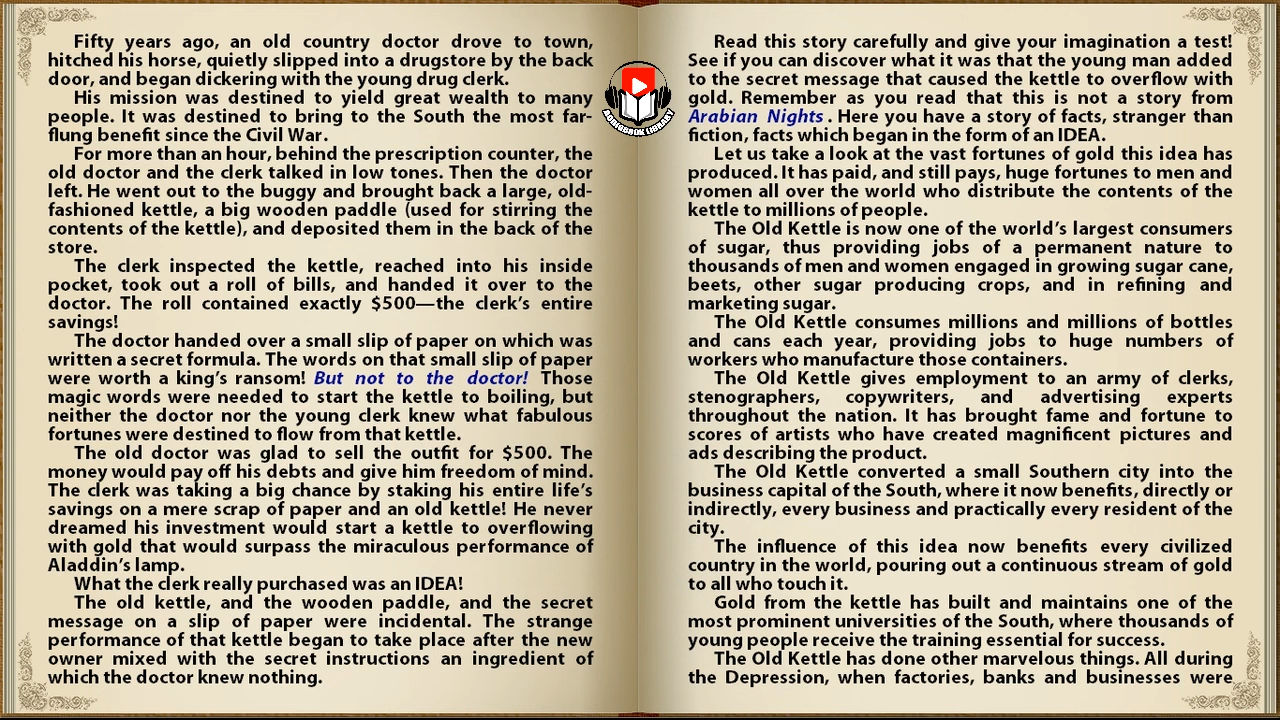 Fifty years ago, an old country doctor drove to town,
hitched his horse, quietly slipped into a drugstore by the back
door, and began dickering with the young drug clerk.
His mission was destined to yield great wealth to many
people. It was destined to bring to the South the most far-
flung benefit since the Civil War.
For more than an hour, behind the prescription counter, the
old doctor and the clerk talked in low tones. Then the doctor
left. He went out to the buggy and brought back a large, old-
fashioned kettle, a big wooden paddle (used for stirring the
contents of the kettle), and deposited them in the back of the
store.
The clerk inspected the kettle, reached into his inside
pocket, took out a roll of bills, and handed it over to the
doctor. The roll contained exactly $500—the clerk's entire
savings!
The doctor handed over a small slip of paper on which was
written a secret formula. The words on that small slip of paper
were worth a king's ransom! But not to the doctor! Those
magic words were needed to start the kettle to boiling, but
neither the doctor nor the young clerk knew what fabulous
fortunes were destined to flow from that kettle.
The old doctor was glad to sell the outfit for $500. The
money would pay off his debts and give him freedom of mind.
The clerk was taking a big chance by staking his entire life's
savings on a mere scrap of paper and an old kettle! He never
dreamed his investment would start a kettle to overflowing
with gold that would surpass the miraculous performance of
Aladdin's lamp.
What the clerk really purchased was an IDEA!
The old kettle, and the wooden paddle, and the secret
message on a slip of paper were incidental. The strange
performance of that kettle began to take place after the new
owner mixed with the secret instructions an ingredient of
which the doctor knew nothing.
AUDIOBOOK LIBRARY
Read this story carefully and give your imagination a test!
See if you can discover what it was that the young man added
to the secret message that caused the kettle to overflow with
gold. Remember as you read that this is not a story from
Arabian Nights . Here you have a story of facts, stranger than
fiction, facts which began in the form of an IDEA.
Let us take a look at the vast fortunes of gold this idea has
produced. It has paid, and still pays, huge fortunes to men and
women all over the world who distribute the contents of the
kettle to millions of people.
The Old Kettle is now one of the world's largest consumers
of sugar, thus providing jobs of a permanent nature to
thousands of men and women engaged in growing sugar cane,
beets, other sugar producing crops, and in refining and
marketing sugar.
The Old Kettle consumes millions and millions of bottles
and cans each year, providing jobs to huge numbers of
workers who manufacture those containers.
The Old Kettle gives employment to an army of clerks,
stenographers, copywriters, and advertising experts
throughout the nation. It has brought fame and fortune to
scores of artists who have created magnificent pictures and
ads describing the product.
The Old Kettle converted a small Southern city into the
business capital of the South, where it now benefits, directly or
indirectly, every business and practically every resident of the
city.
The influence of this idea now benefits every civilized
country in the world, pouring out a continuous stream of gold
to all who touch it.
Gold from the kettle has built and maintains one of the
most prominent universities of the South, where thousands of
young people receive the training essential for success.
The Old Kettle has done other marvelous things. All during
the Depression, when factories, banks and businesses were